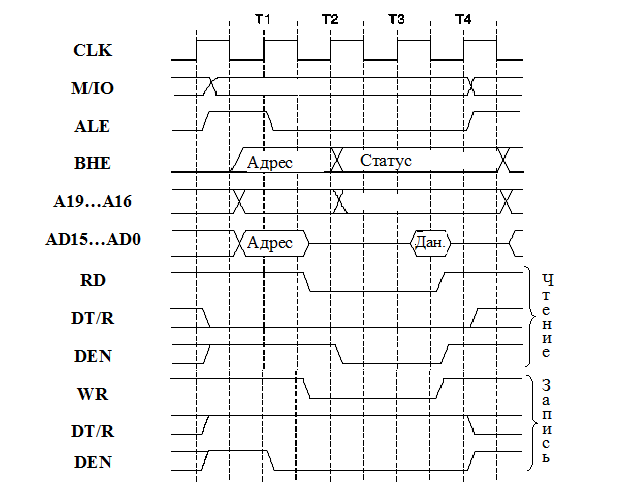 T1 T2 T3 T4
CLK
M/IO
ALE
BHE Адрес Статус
A19...A16
AD15...AD0 Адрес Дан.
RD
DT/R
DEN
Чтение
WR
DT/R
DEN
Запись